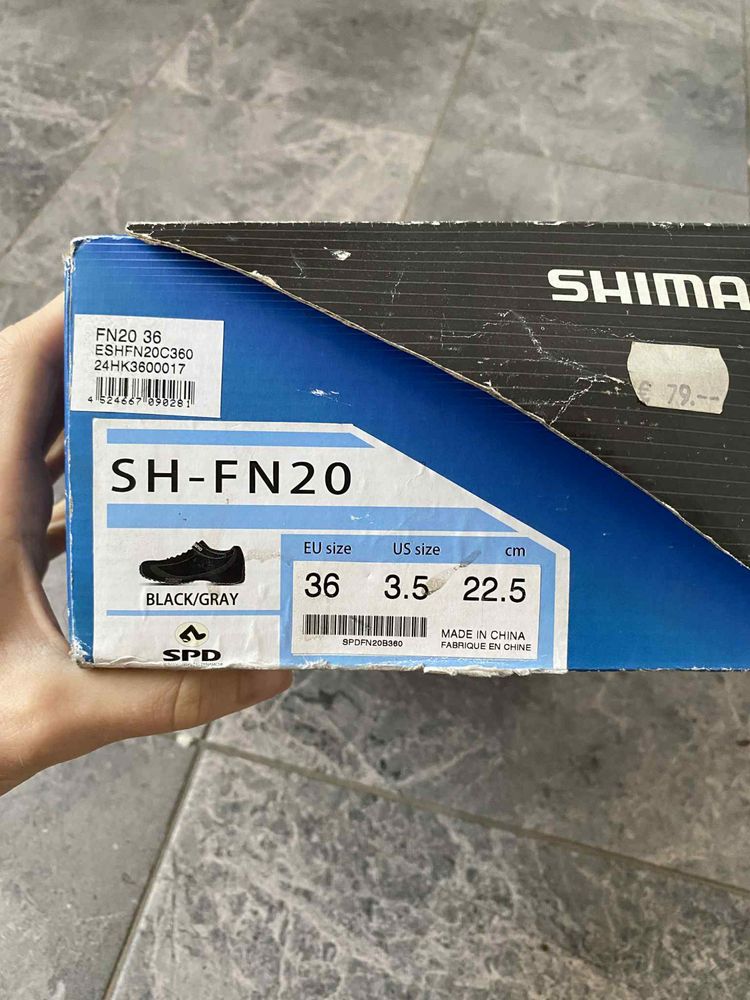 SHIMA
€ 79.--
FN20 36
ESHFN20C360
24HK3600017
4 524667 090281
SH-FN20
EU size US size cm
36 3.5 22.5
BLACK/GRAY
SPDFN20B360
MADE IN CHINA
FABRIQUE EN CHINE
SPD